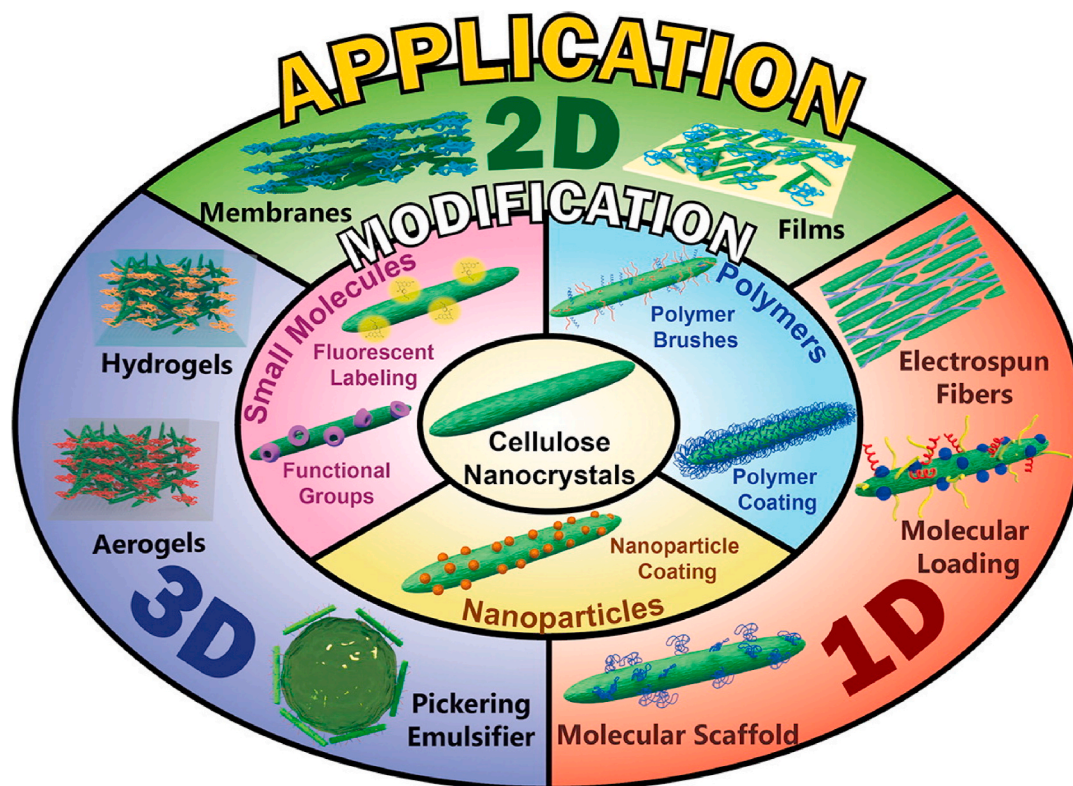 APPLICATION
2D
Membranes
Films
MODIFICATION
Small Molecules
Fluorescent
Labeling
Functional
Groups
Polymers
Polymer
Brushes
Polymer
Coating
Cellulose
Nanocrystals
Nanoparticle
Coating
Nanoparticles
Hydrogels
Aerogels
3D
Pickering
Emulsifier
Electrospun
Fibers
Molecular
Loading
1D
Molecular Scaffold